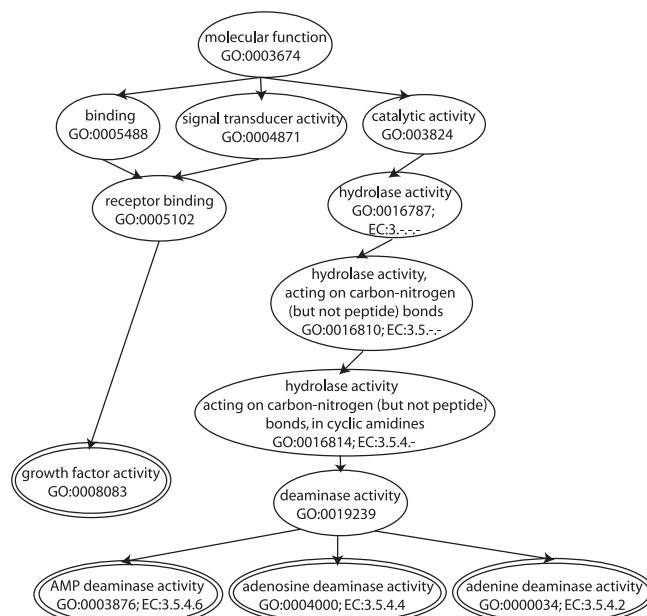 molecular function
GO:0003674
binding
GO:0005488
signal transducer activity
GO:0004871
catalytic activity
GO:003824
receptor binding
GO:0005102
hydrolase activity
GO:0016787;
EC:3.-.-.-
hydrolase activity,
acting on carbon-nitrogen
(but not peptide) bonds
GO:0016810; EC:3.5.-.-
hydrolase activity
acting on carbon-nitrogen (but not peptide)
bonds, in cyclic amidines
GO:0016814; EC:3.5.4.-
growth factor activity
GO:0008083
deaminase activity
GO:0019239
AMP deaminase activity
GO:0003876; EC:3.5.4.6
adenosine deaminase activity
GO:0004000; EC:3.5.4.4
adenine deaminase activity
GO:0000034; EC:3.5.4.2